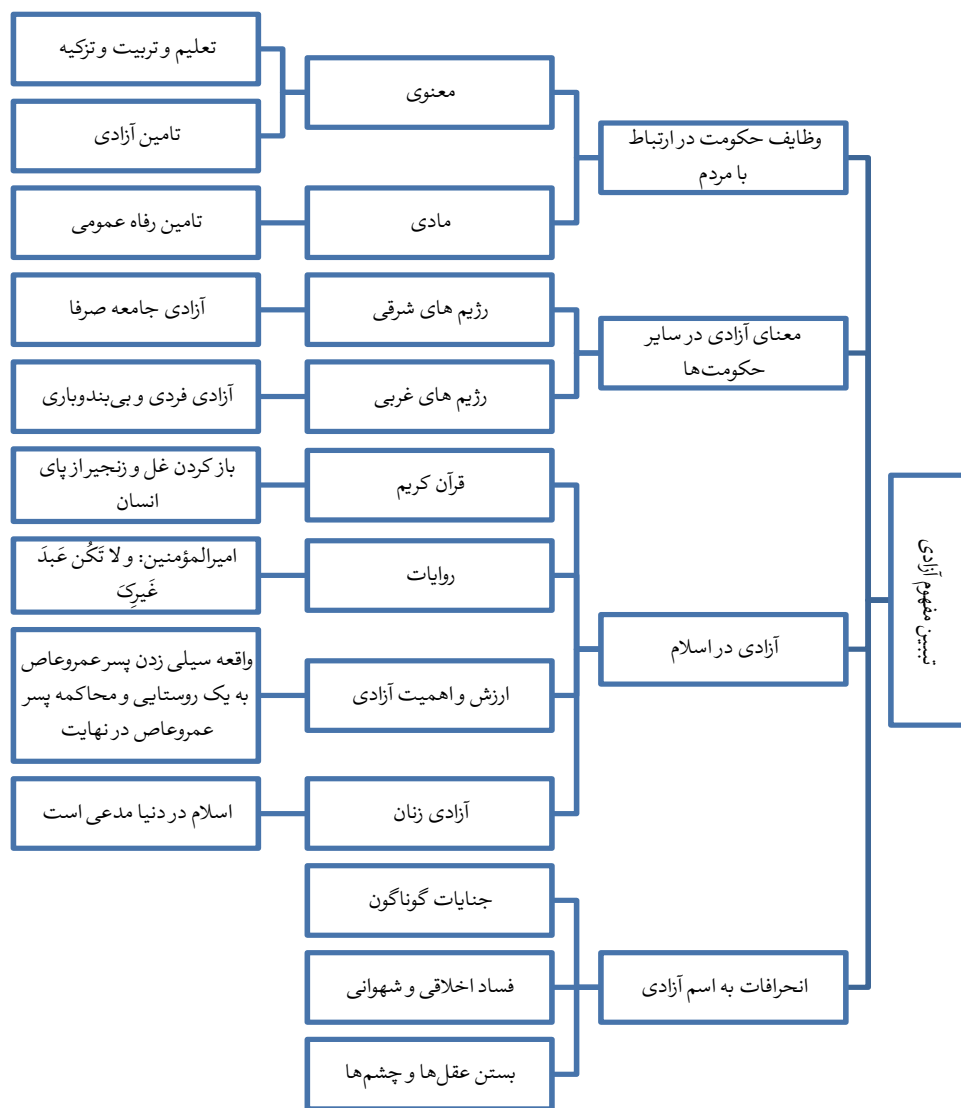 تبیین مفهوم آزادی
وظایف حکومت در ارتباط
با مردم
معنوی
تعلیم و تربیت و تزکیه
تامین آزادی
مادی
تامین رفاه عمومی
معنای آزادی در سایر
حکومت‌ها
رژیم های شرقی
آزادی جامعه صرفا
رژیم های غربی
آزادی فردی و بی‌بندوباری
آزادی در اسلام
قرآن کریم
باز کردن غل و زنجیر از پای
انسان
روایات
امیرالمؤمنین: و لا تَکُن عَبدَ
غَیرِکَ
ارزش و اهمیت آزادی
واقعه سیلی زدن پسر عمروعاص
به یک روستایی و محاکمه پسر
عمروعاص در نهایت
آزادی زنان
اسلام در دنیا مدعی است
انحرافات به اسم آزادی
جنایات گوناگون
فساد اخلاقی و شهوانی
بستن عقل‌ها و چشم‌ها